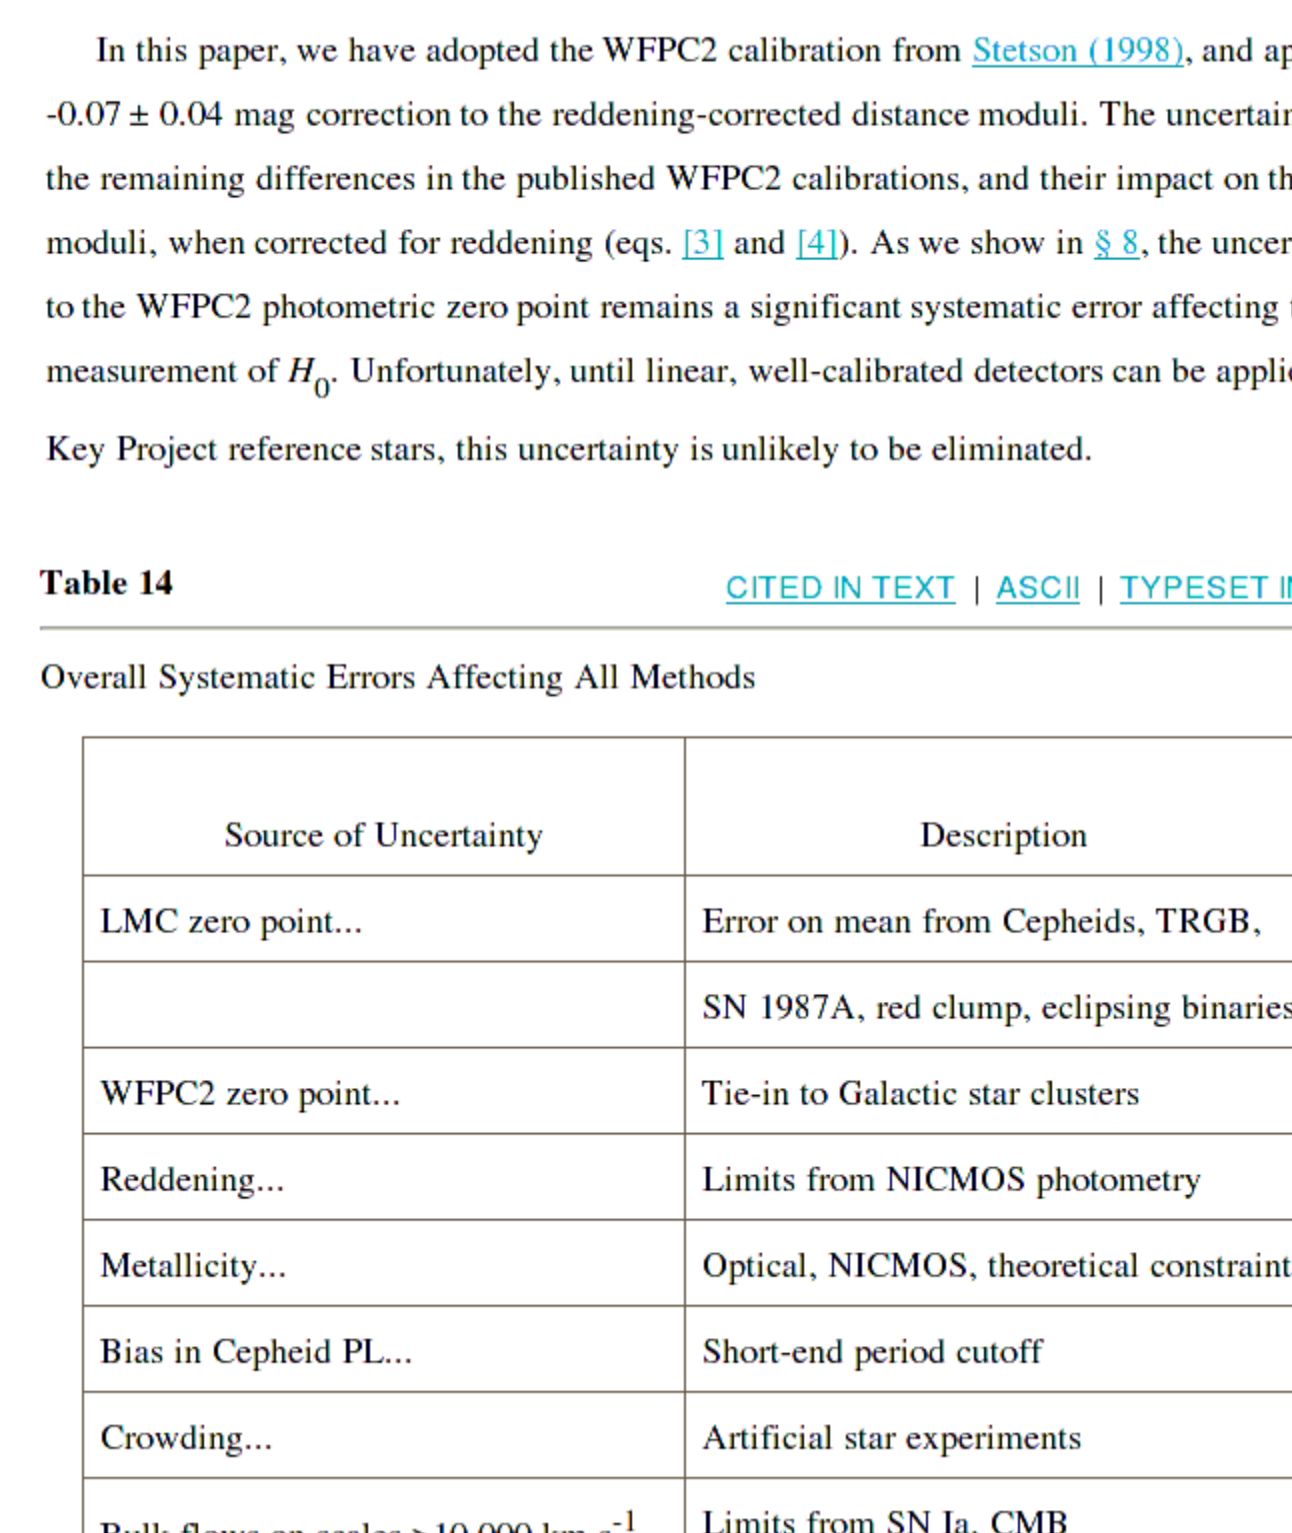 In this paper, we have adopted the WFPC2 calibration from Stetson (1998), and
-0.07 ± 0.04 mag correction to the reddening-corrected distance moduli. The
the remaining differences in the published WFPC2 calibrations, and their impact on
moduli, when corrected for reddening (eqs. [3] and [4]). As we show in § 8, the
to the WFPC2 photometric zero point remains a significant systematic error affecting
measurement of H0. Unfortunately, until linear, well-calibrated detectors can be
Key Project reference stars, this uncertainty is unlikely to be eliminated.
Table 14 CITED IN TEXT | ASCII | TYPESET
Overall Systematic Errors Affecting All Methods
Source of Uncertainty Description
LMC zero point... Error on mean from Cepheids, TRGB,
SN 1987A, red clump, eclipsing binaries
WFPC2 zero point... Tie-in to Galactic star clusters
Reddening... Limits from NICMOS photometry
Metallicity... Optical, NICMOS, theoretical constraint
Bias in Cepheid PL... Short-end period cutoff
Crowding... Artificial star experiments
Bulk flows on scales >10,000 km s-1 Limits from SN Ia, CMB